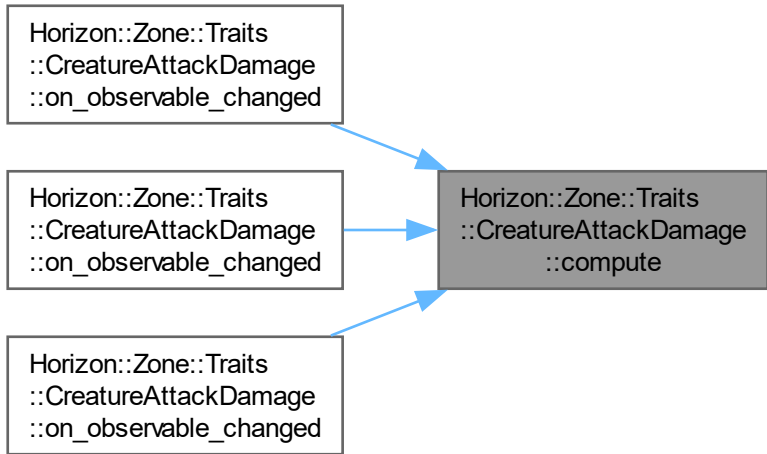 Horizon::Zone::Traits
::CreatureAttackDamage
::on_observable_changed
Horizon::Zone::Traits
::CreatureAttackDamage
::on_observable_changed
Horizon::Zone::Traits
::CreatureAttackDamage
::on_observable_changed
Horizon::Zone::Traits
::CreatureAttackDamage
::compute